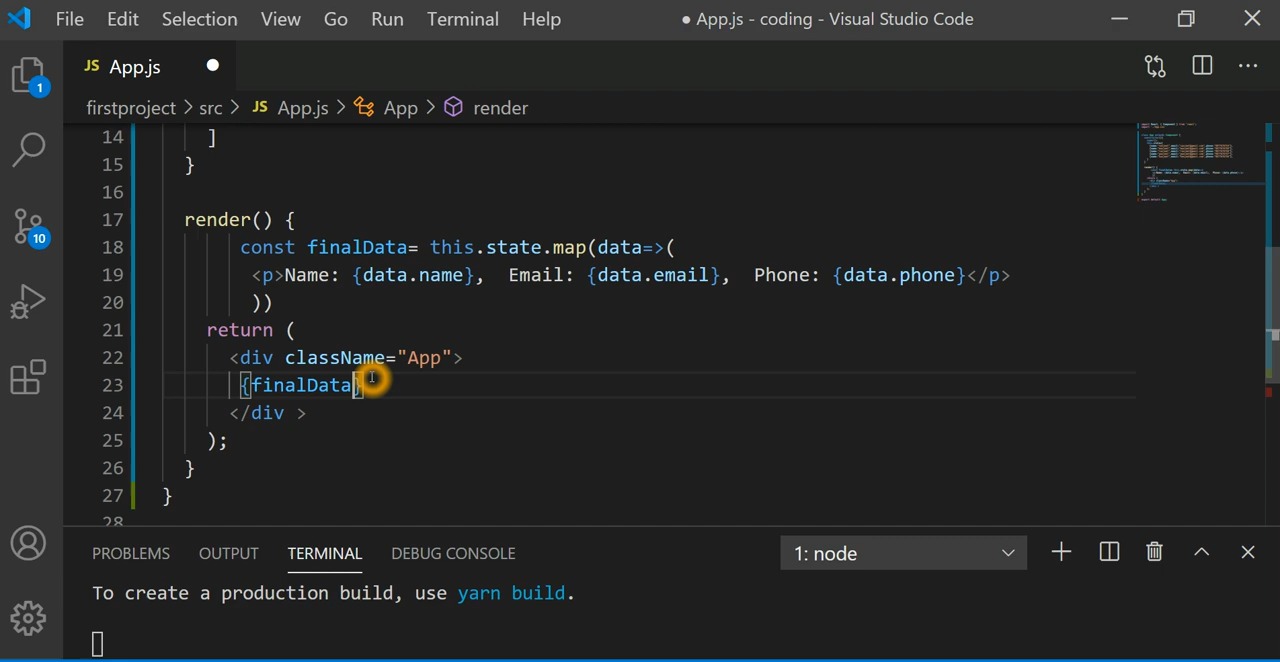 File Edit Selection View Go Run Terminal Help ● App.js - coding - Visual Studio Code
JS App.js
1
firstproject > src > JS App.js > App > render
14 ]
15 }
16
17 render() {
18 const finalData= this.state.map(data=>(
19 <p>Name: {data.name}, Email: {data.email}, Phone: {data.phone}</p>
20 ))
21 return (
22 <div className="App">
23 {finalData}
24 </div >
25 );
26 }
27 }
28
10
PROBLEMS OUTPUT TERMINAL DEBUG CONSOLE 1: node
To create a production build, use yarn build.